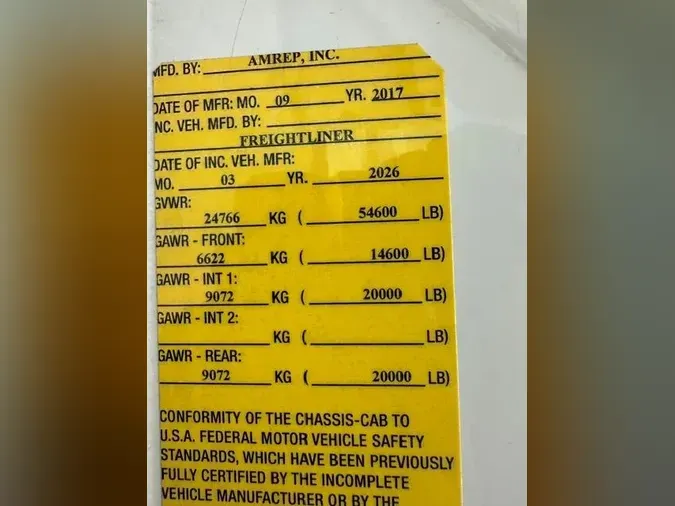 MFD. BY: AMREP, INC.
DATE OF MFR: MO. 09 YR. 2017
INC. VEH. MFD. BY:
FREIGHTLINER
DATE OF INC. VEH. MFR:
MO. 03 YR. 2026
GVWR:
24766 KG ( 54600 LB)
GAWR - FRONT:
6622 KG ( 14600 LB)
GAWR - INT 1:
9072 KG ( 20000 LB)
GAWR - INT 2:
KG ( LB)
GAWR - REAR:
9072 KG ( 20000 LB)
CONFORMITY OF THE CHASSIS-CAB TO
U.S.A. FEDERAL MOTOR VEHICLE SAFETY
STANDARDS, WHICH HAVE BEEN PREVIOUSLY
FULLY CERTIFIED BY THE INCOMPLETE
VEHICLE MANUFACTURER OR BY THE